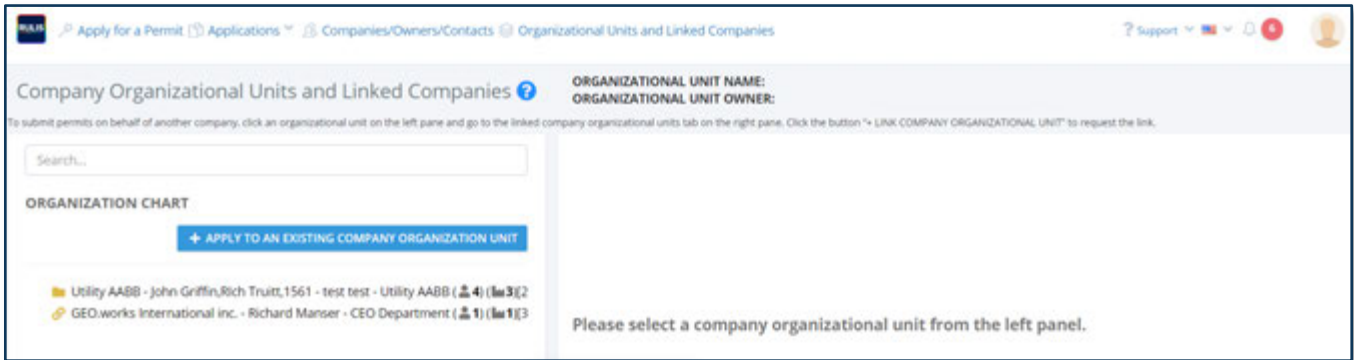 RULIS Apply for a Permit Applications Companies/Owners/Contacts Organizational Units and Linked Companies ? Support
Company Organizational Units and Linked Companies ?
ORGANIZATIONAL UNIT NAME:
ORGANIZATIONAL UNIT OWNER:
To submit permits on behalf of another company, click an organizational unit on the left pane and go to the linked company organizational units tab on the right pane. Click the button "+ LINK COMPANY ORGANIZATIONAL UNIT" to request the link.
Search...
ORGANIZATION CHART
+ APPLY TO AN EXISTING COMPANY ORGANIZATION UNIT
Utility AABB - John Griffin,Rich Truitt,1561 - test test - Utility AABB (4) (3)[2
GEO.works International inc. - Richard Manser - CEO Department (1) (1)[3
Please select a company organizational unit from the left panel.